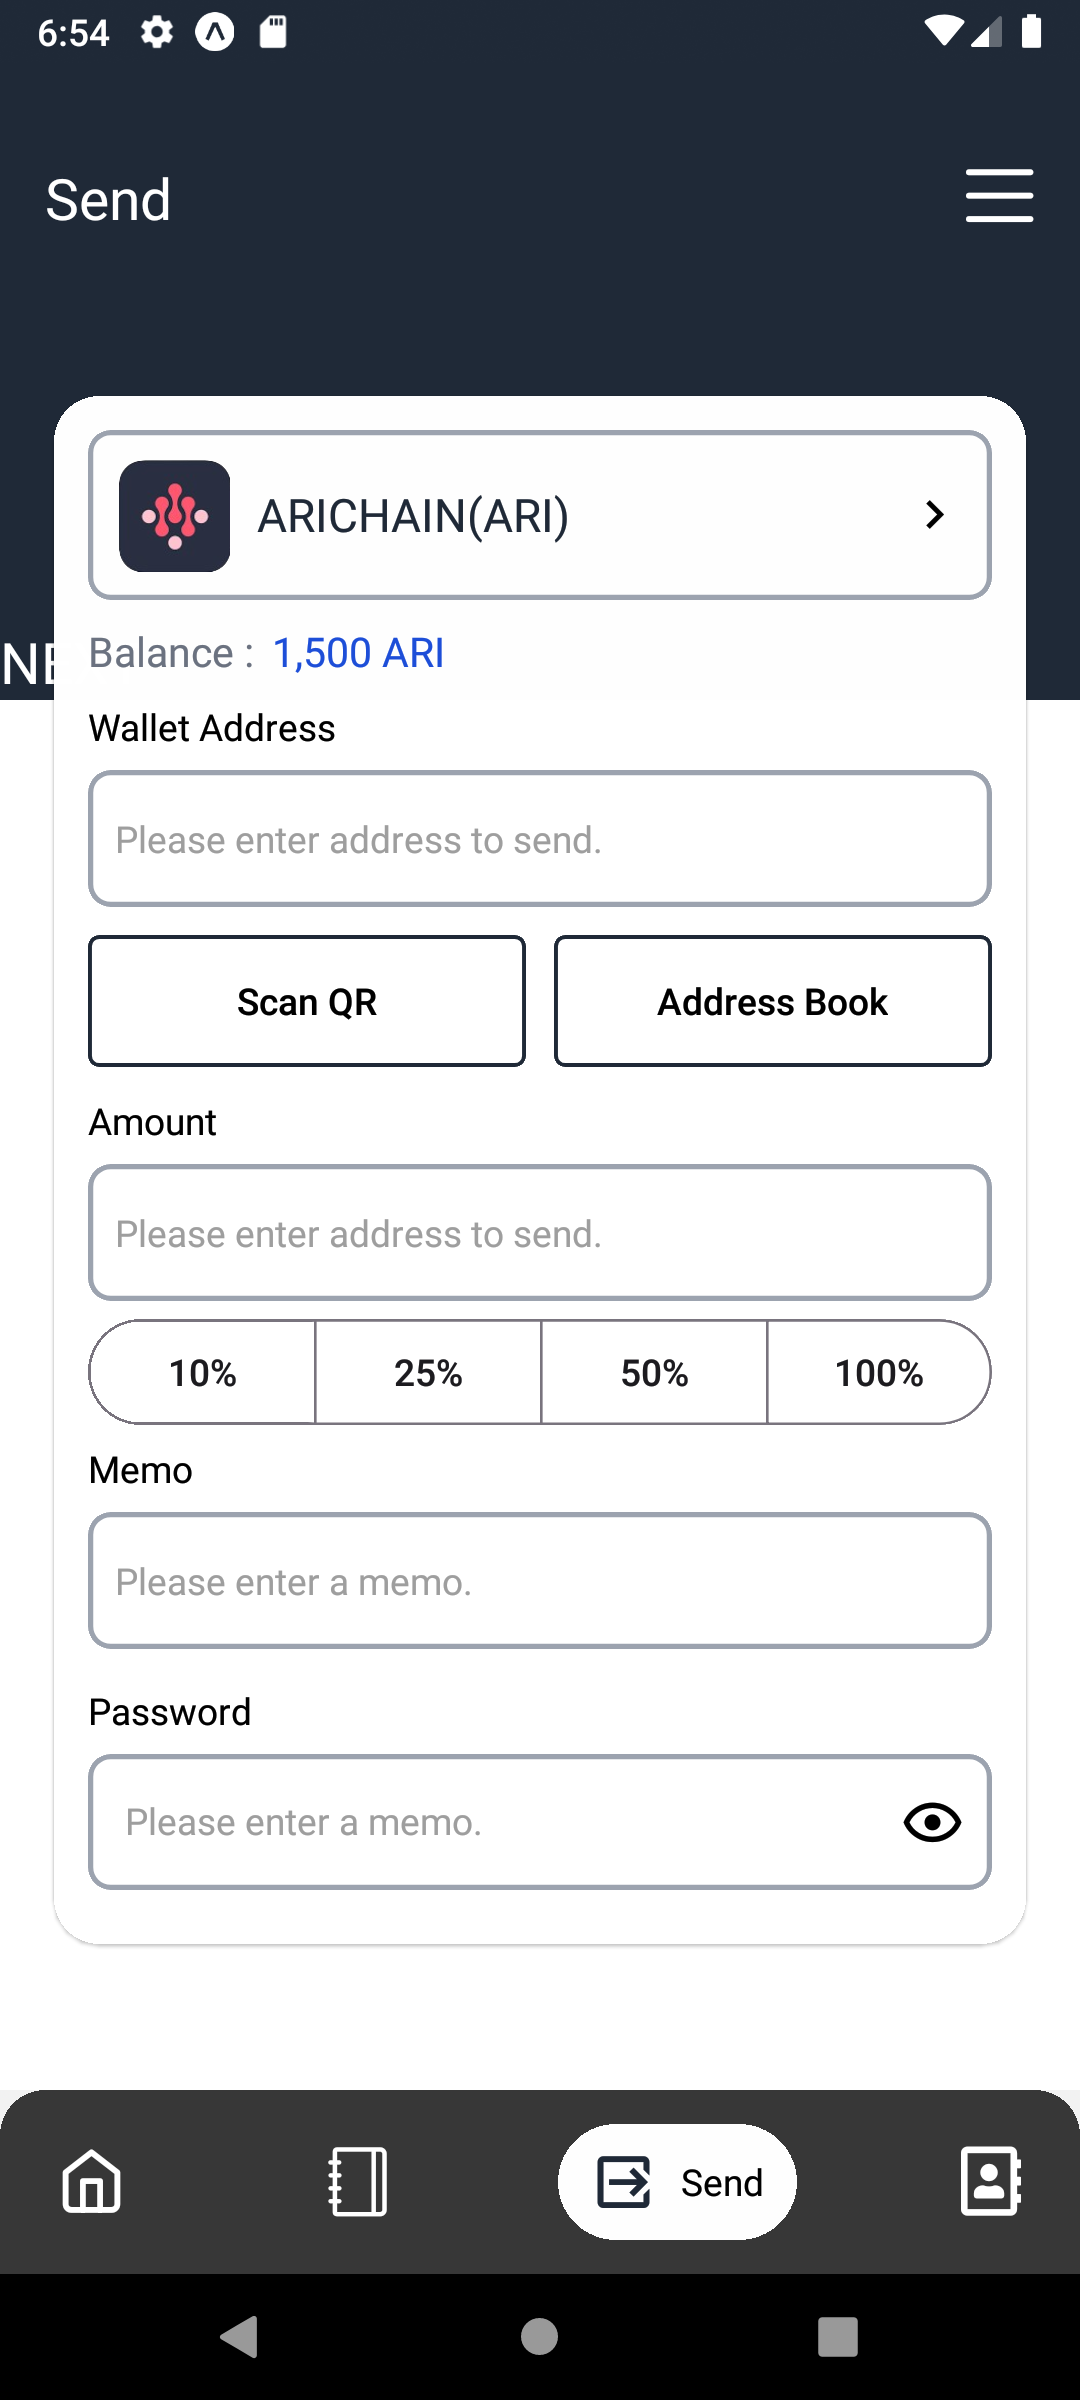 6:54
Send
ARICHAIN(ARI)
NE
Balance : 1,500 ARI
Wallet Address
Please enter address to send.
Scan QR
Address Book
Amount
Please enter address to send.
10%
25%
50%
100%
Memo
Please enter a memo.
Password
Please enter a memo.
Send